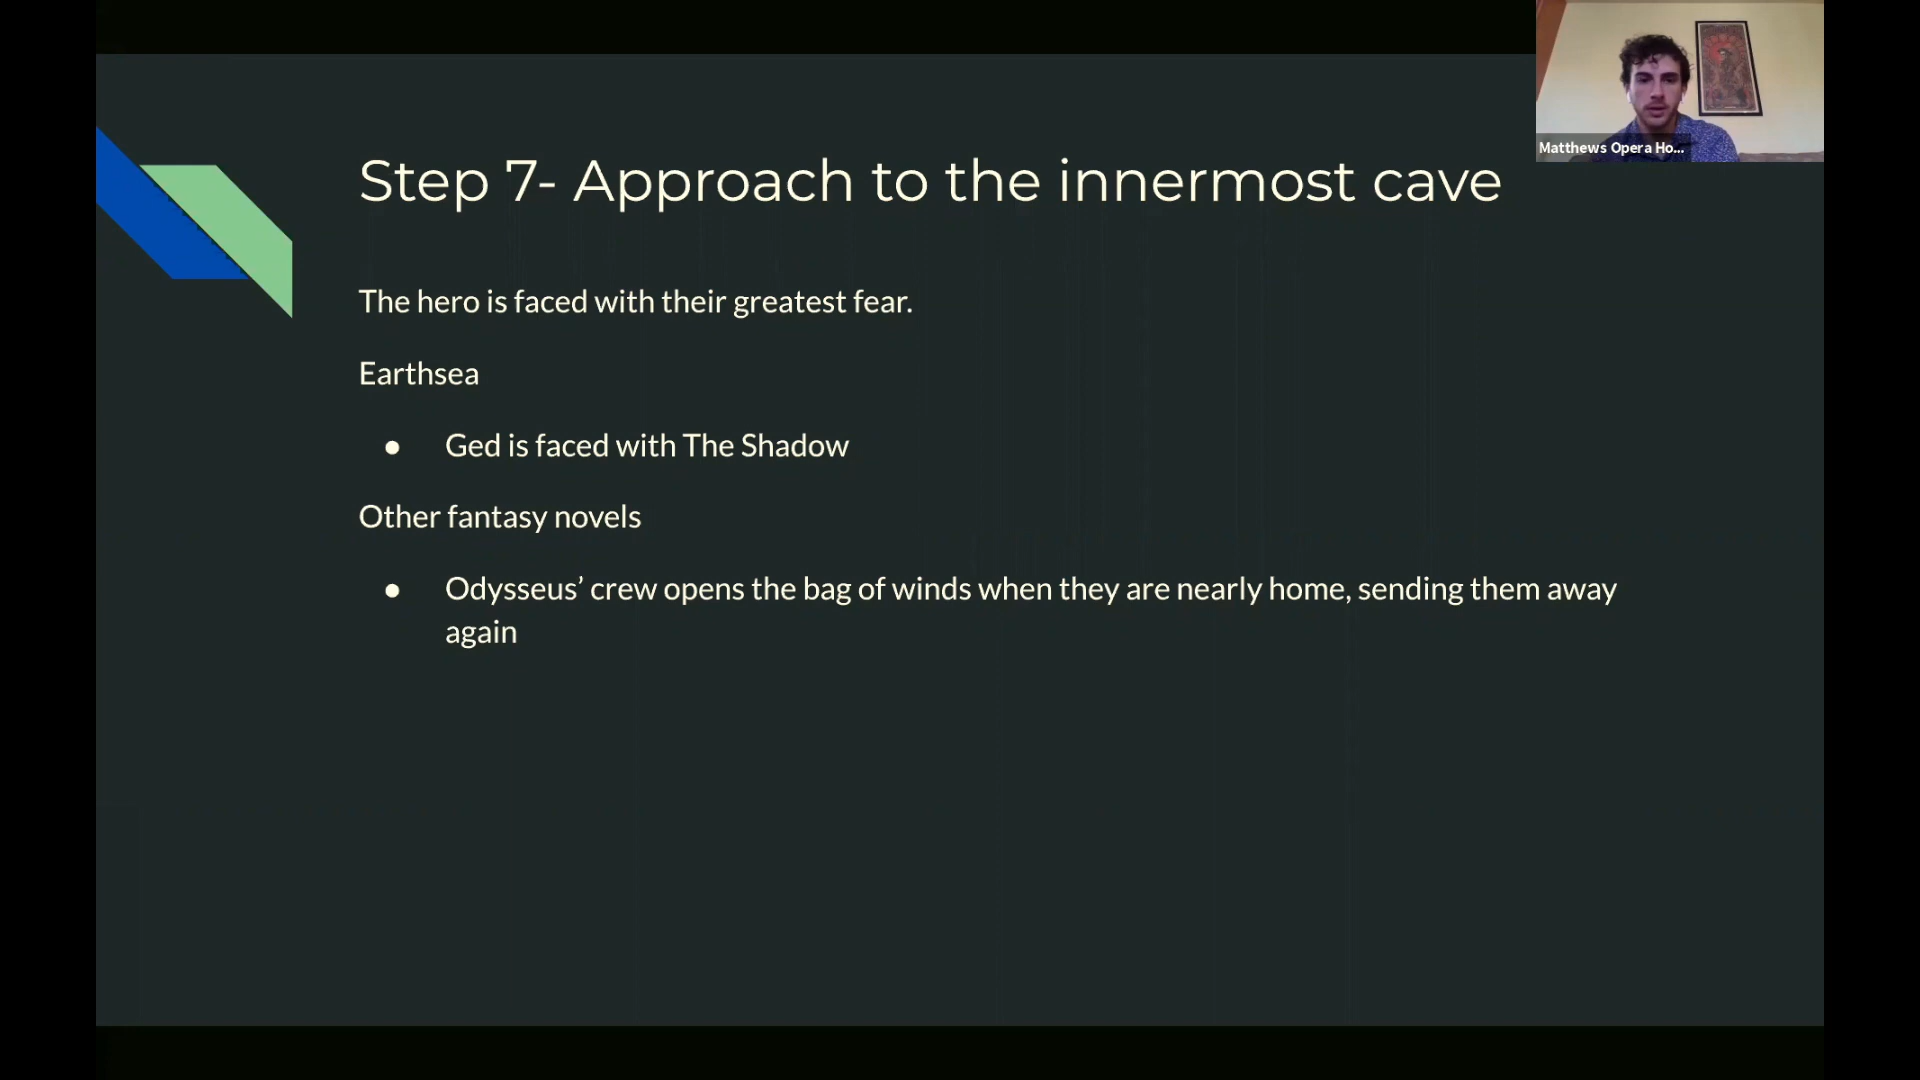 Matthews Opera Ho...
Step 7- Approach to the innermost cave
The hero is faced with their greatest fear.
Earthsea
● Ged is faced with The Shadow
Other fantasy novels
● Odysseus’ crew opens the bag of winds when they are nearly home, sending them away
again